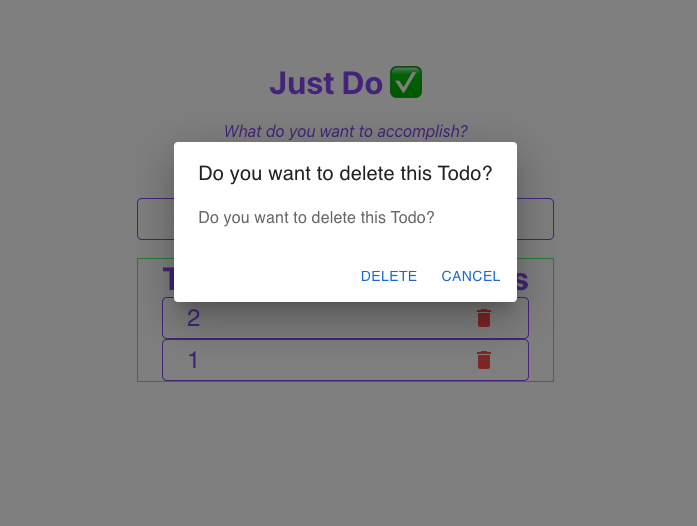 Just Do ✅
What do you want to accomplish?
Do you want to delete this Todo?
Do you want to delete this Todo?
DELETE CANCEL
2
1